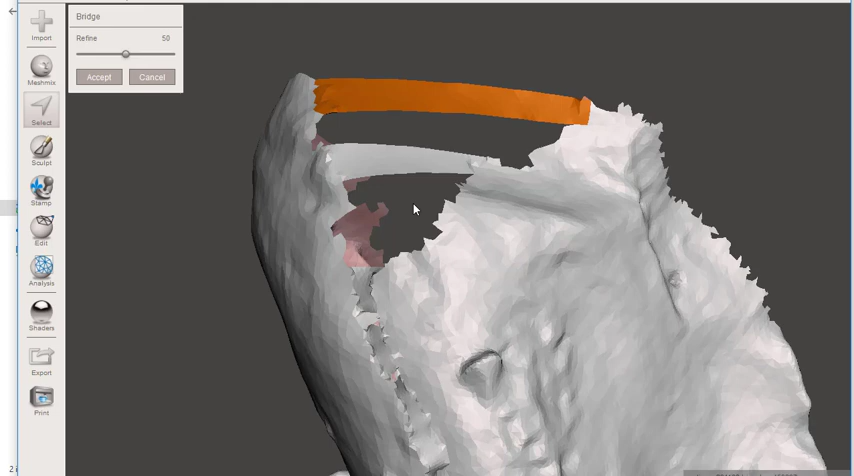 Bridge
Refine 50
Accept Cancel
Import
Meshmix
Select
Sculpt
Stamp
Edit
Analysis
Shaders
Export
Print